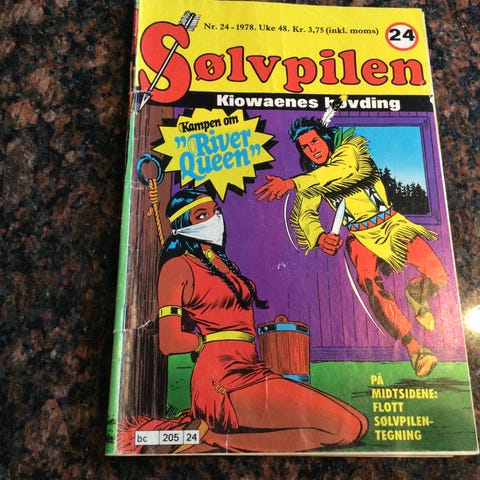 Nr. 24 - 1978. Uke 48. Kr. 3,75 (inkl. moms)
24
Sølvpilen
Kiowaenes høvding
Kampen om
"River
Queen"
PÅ
MIDTSIDENE:
FLOTT
SØLVPILEN-
TEGNING
bc 205 24